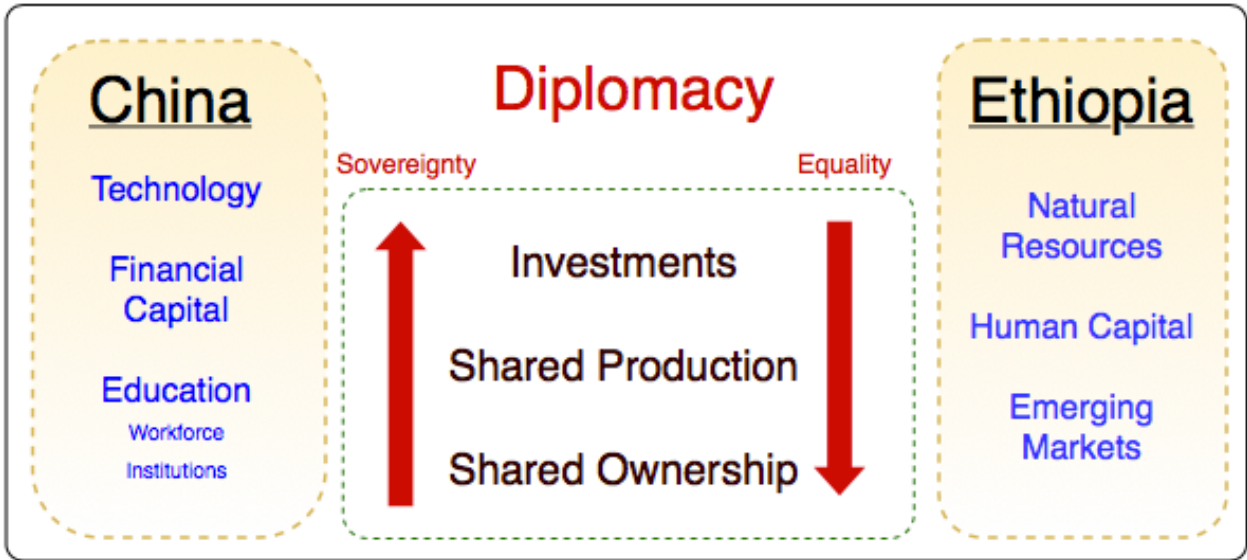 China
Technology
Financial
Capital
Education
Workforce
Institutions
Diplomacy
Sovereignty
Equality
Investments
Shared Production
Shared Ownership
Ethiopia
Natural
Resources
Human Capital
Emerging
Markets